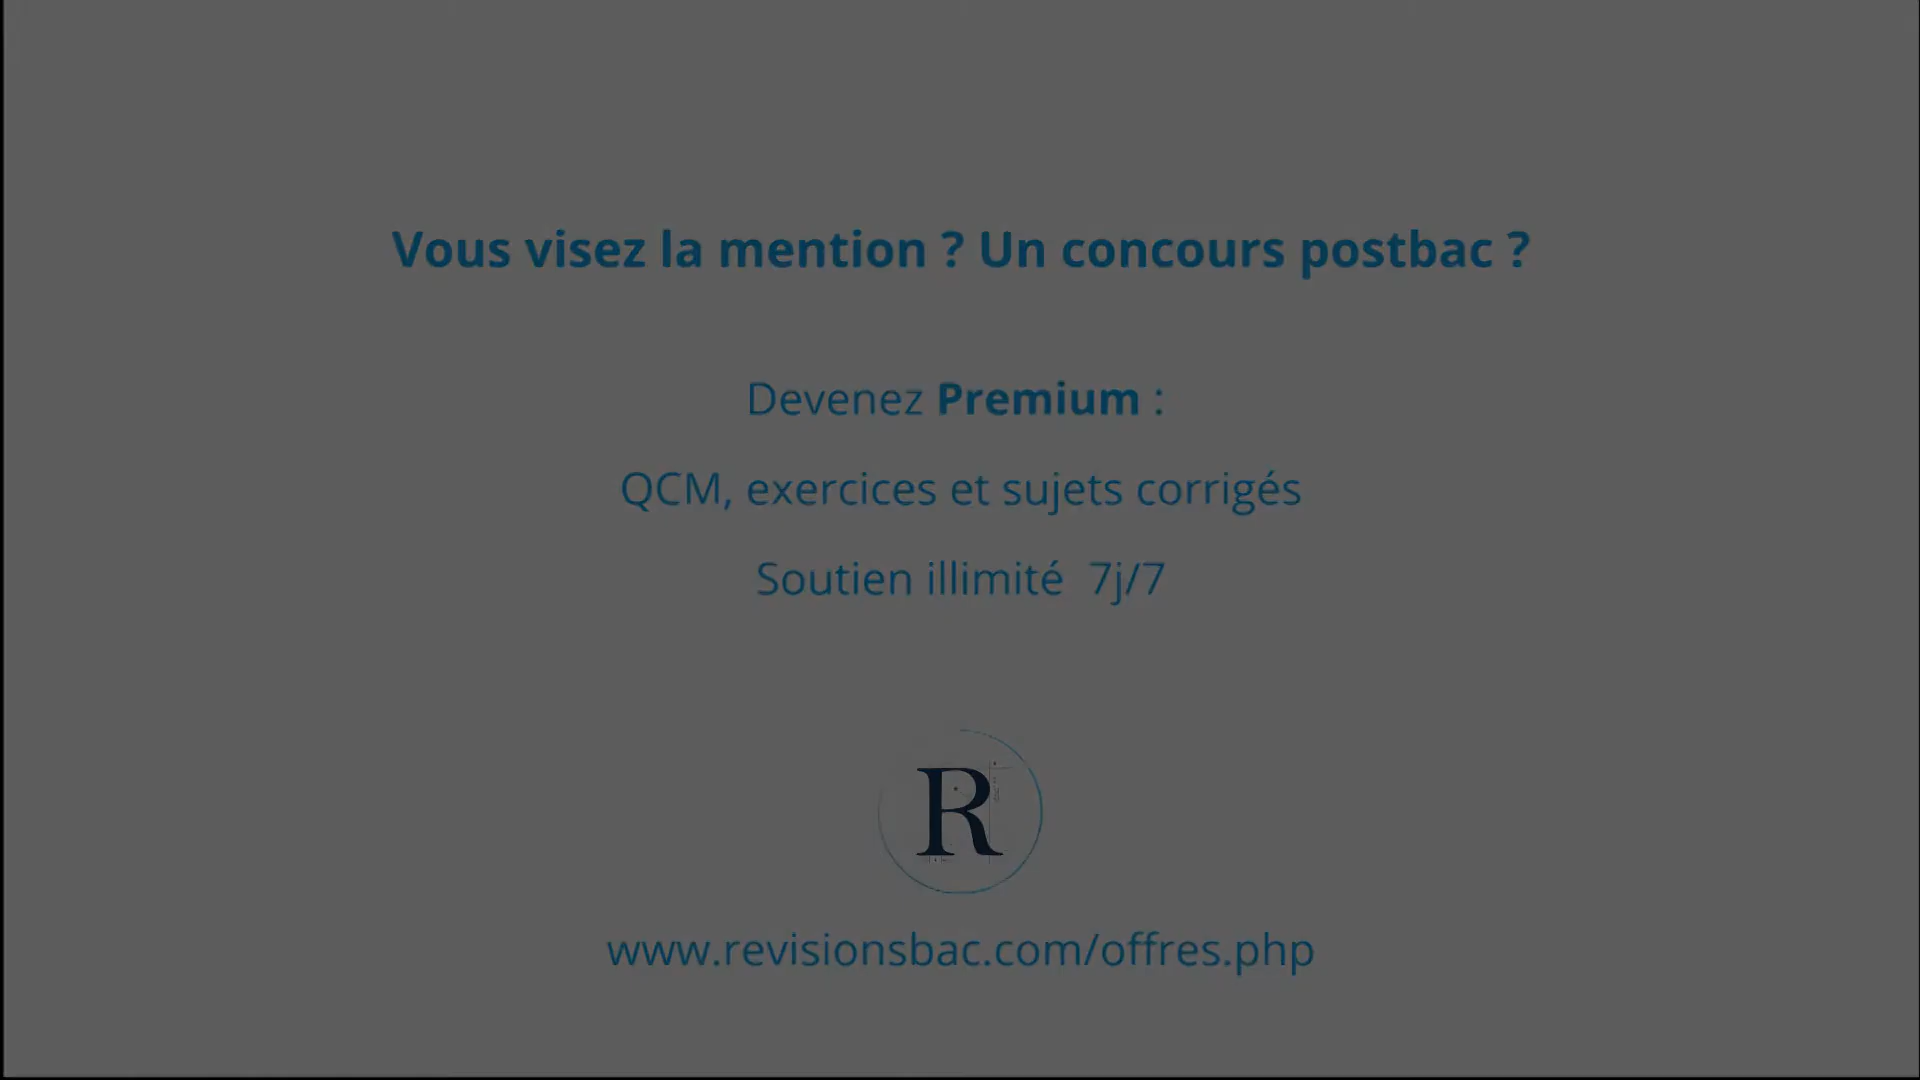 Vous visez la mention ? Un concours postbac ?
Devenez Premium :
QCM, exercices et sujets corrigés
Soutien illimité 7j/7
R
www.revisionsbac.com/offres.php